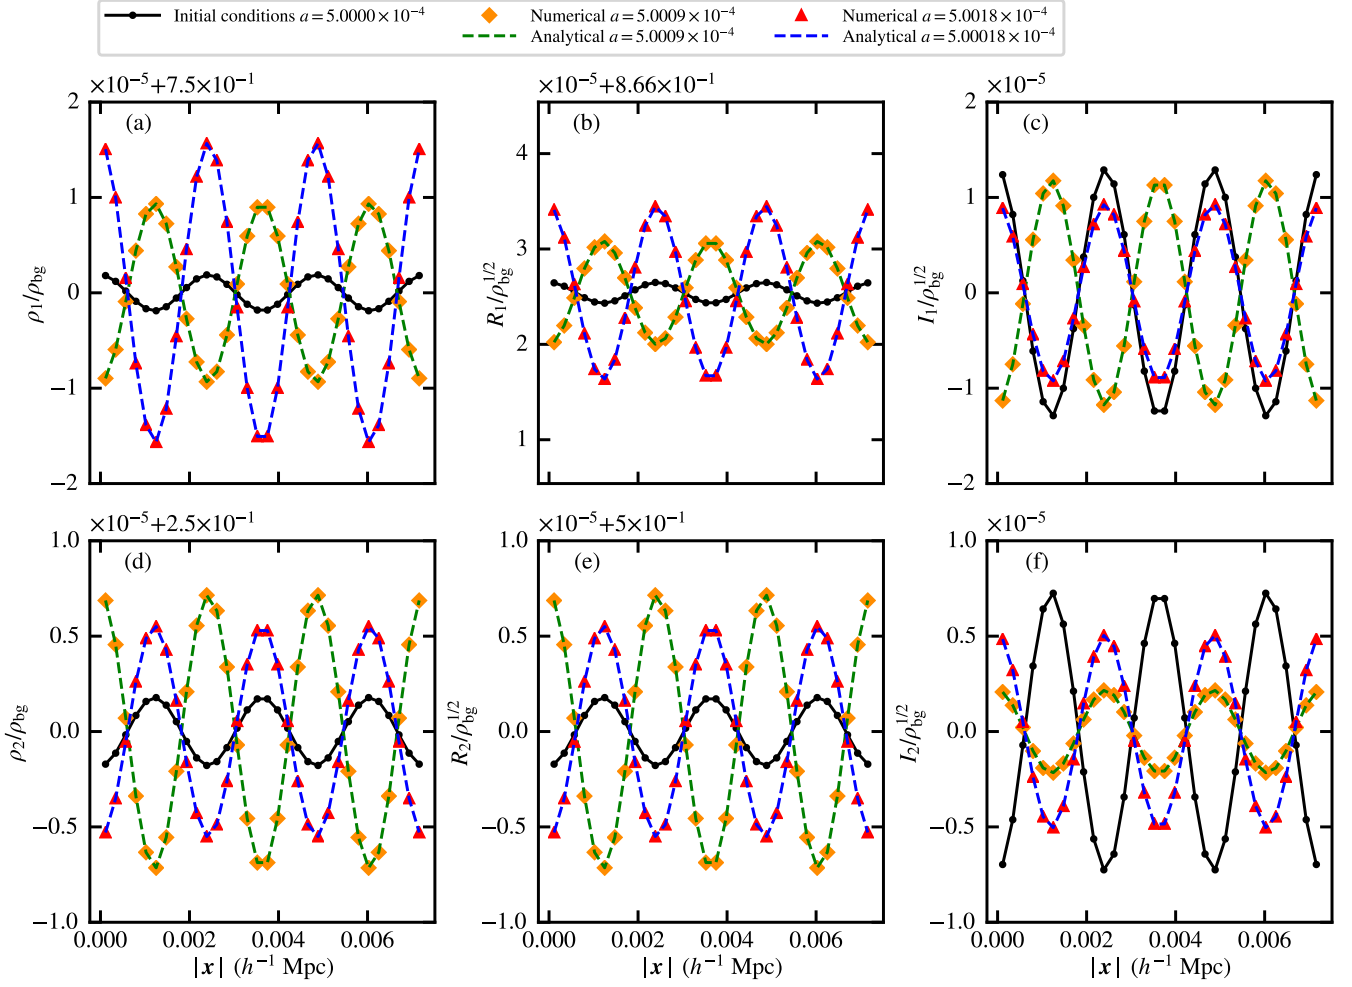 Initial conditions a = 5.0000 × 10⁻⁴
Numerical a = 5.0009 × 10⁻⁴
Analytical a = 5.0009 × 10⁻⁴
Numerical a = 5.0018 × 10⁻⁴
Analytical a = 5.00018 × 10⁻⁴
×10⁻⁵+7.5×10⁻¹
(a)
2
1
0
−1
−2
ρ₁/ρbg
×10⁻⁵+8.66×10⁻¹
(b)
4
3
2
1
R₁/ρbg^1/2
×10⁻⁵
(c)
2
1
0
−1
−2
I₁/ρbg^1/2
×10⁻⁵+2.5×10⁻¹
(d)
1.0
0.5
0.0
−0.5
−1.0
ρ₂/ρbg
0.000 0.002 0.004 0.006
|x| (h⁻¹ Mpc)
×10⁻⁵+5×10⁻¹
(e)
1.0
0.5
0.0
−0.5
−1.0
R₂/ρbg^1/2
0.000 0.002 0.004 0.006
|x| (h⁻¹ Mpc)
×10⁻⁵
(f)
1.0
0.5
0.0
−0.5
−1.0
I₂/ρbg^1/2
0.000 0.002 0.004 0.006
|x| (h⁻¹ Mpc)